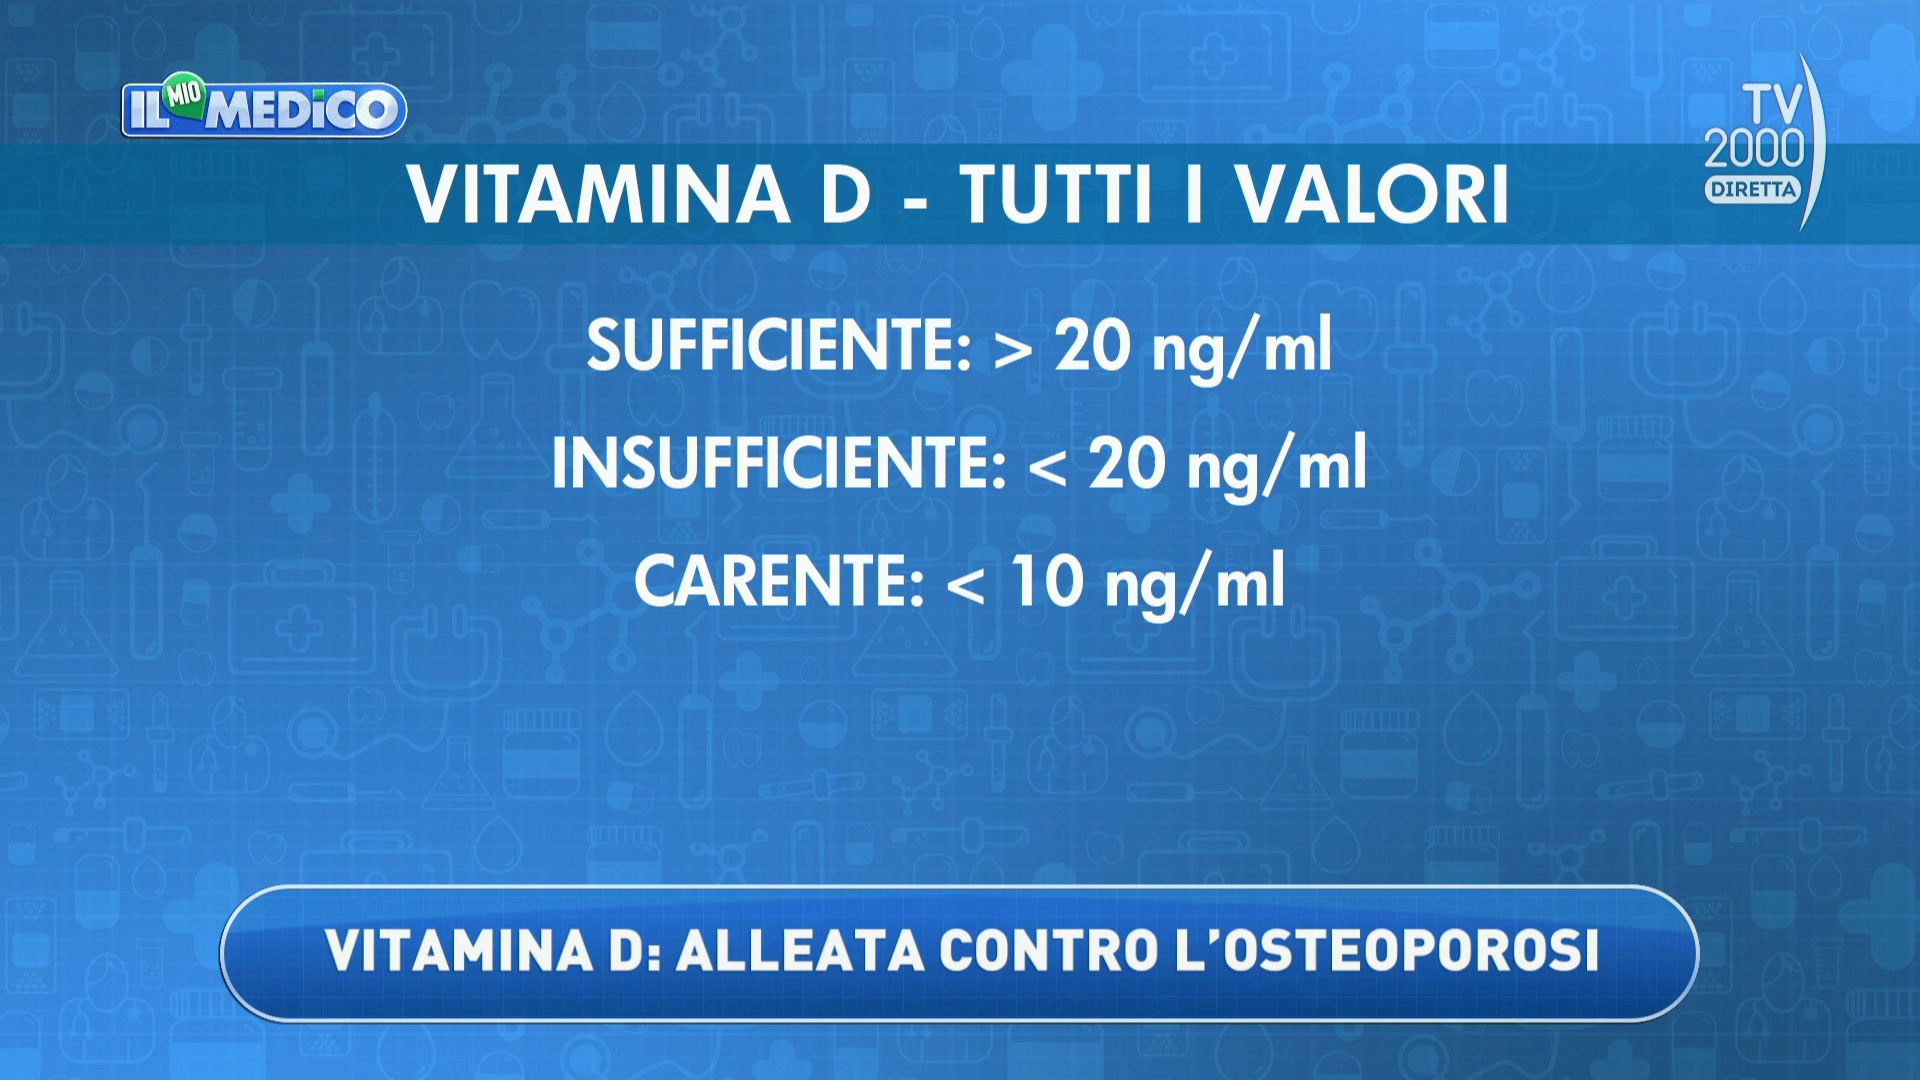 IL MIO MEDICO
TV
2000
DIRETTA
VITAMINA D - TUTTI I VALORI
SUFFICIENTE: > 20 ng/ml
INSUFFICIENTE: < 20 ng/ml
CARENTE: < 10 ng/ml
VITAMINA D: ALLEATA CONTRO L'OSTEOPOROSI